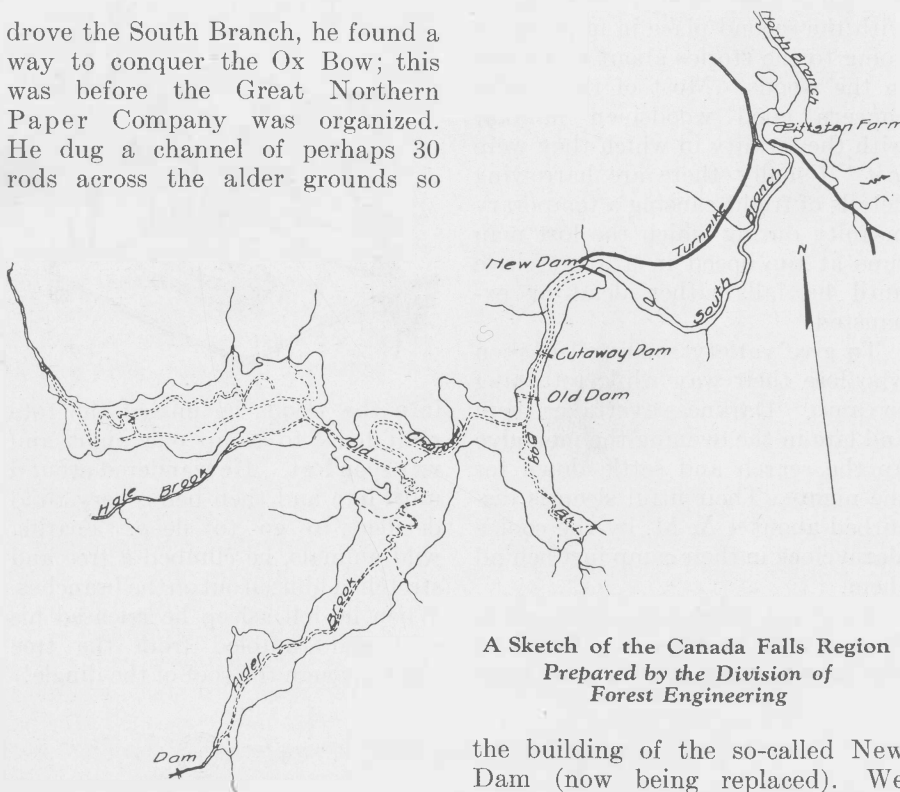 drove the South Branch, he found a
way to conquer the Ox Bow; this
was before the Great Northern
Paper Company was organized.
He dug a channel of perhaps 30
rods across the alder grounds so
North Branch
Pittston Farm
Turnpike
South Branch
N
New Dam
Cutaway Dam
Old Dam
Old Channel
Hale Brook
Bog
Brook
Dam
A Sketch of the Canada Falls Region
Prepared by the Division of
Forest Engineering
the building of the so-called New
Dam (now being replaced). We